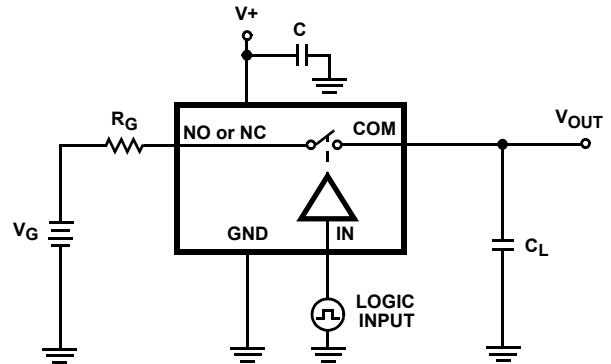 V+
C
RG
NO or NC
COM
VOUT
VG
GND
IN
CL
LOGIC
INPUT